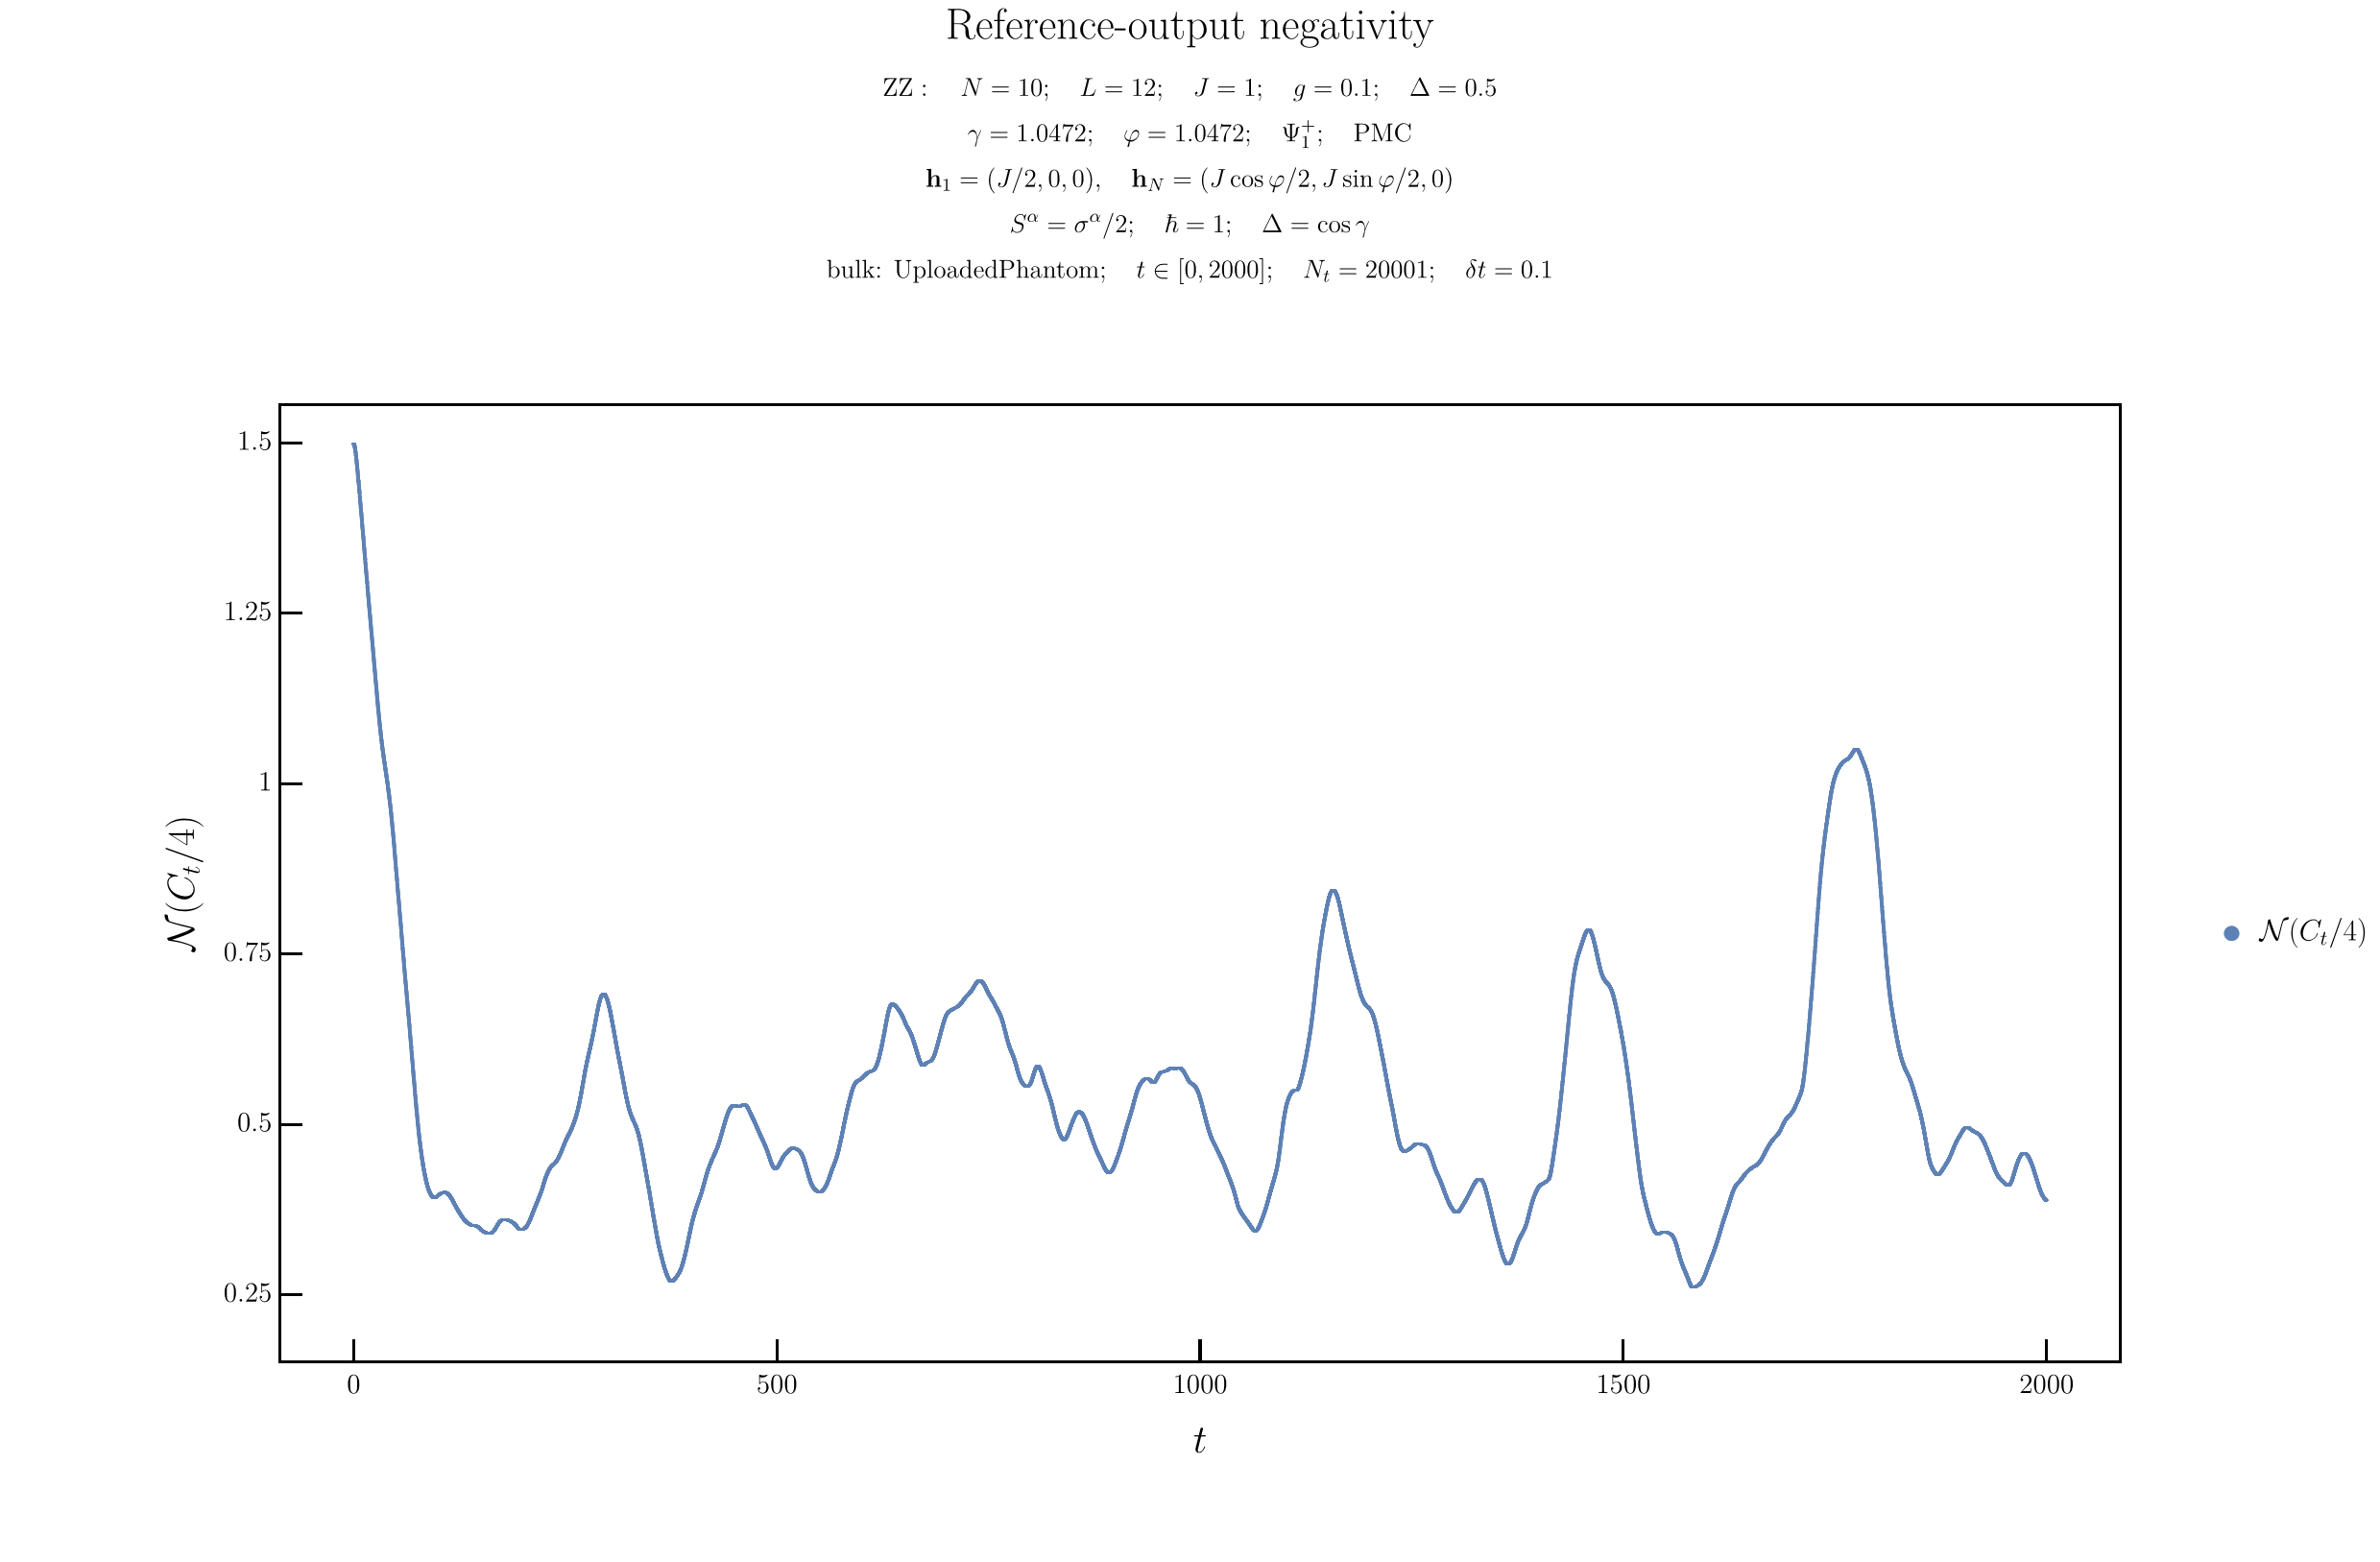 Reference-output negativity
ZZ : N = 10; L = 12; J = 1; g = 0.1; Δ = 0.5
γ = 1.0472; φ = 1.0472; Ψ₁⁺; PMC
𝐡₁ = (J/2, 0, 0), 𝐡_N = (J cos φ/2, J sin φ/2, 0)
S^α = σ^α/2; ℏ = 1; Δ = cos γ
bulk: UploadedPhantom; t ∈ [0, 2000]; N_t = 20001; δt = 0.1
1.5
1.25
1
0.75
0.5
0.25
𝒩(C_t/4)
0 500 1000 1500 2000
t
𝒩(C_t/4)